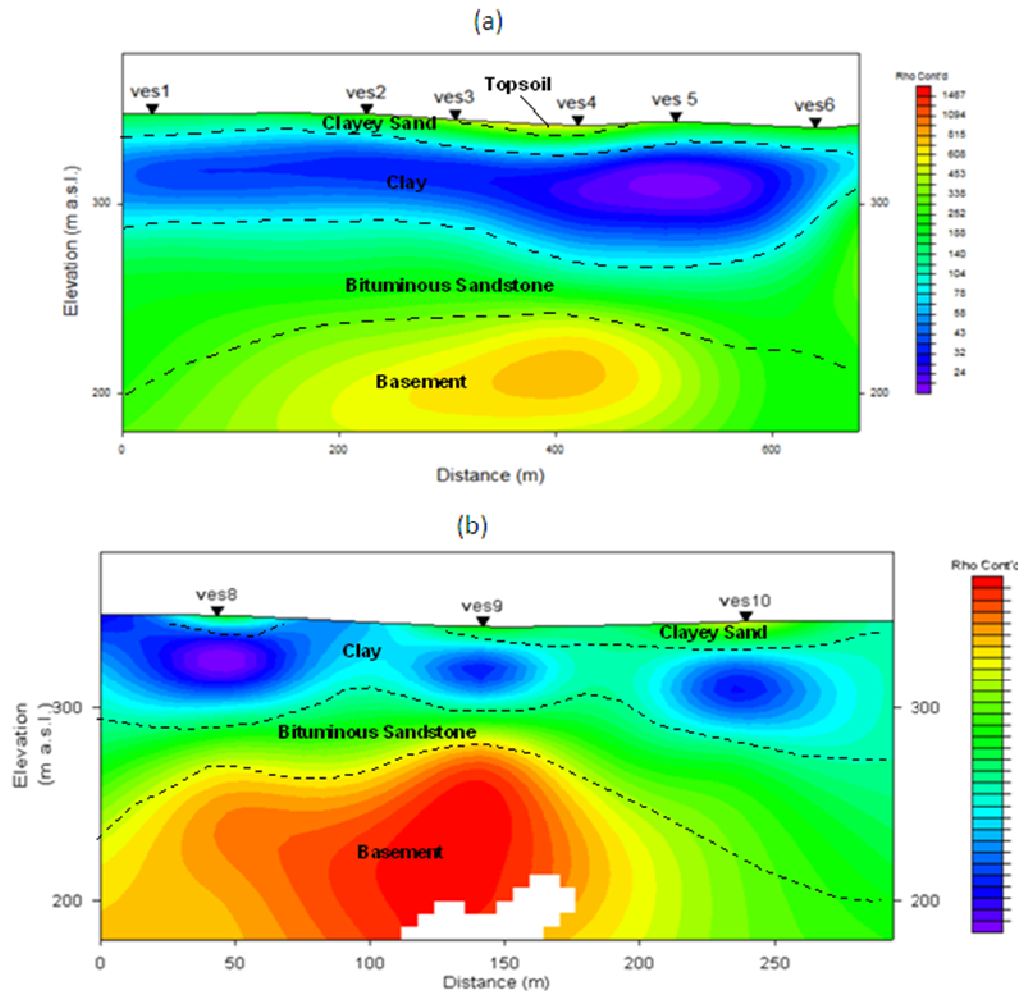 (a)
Topsoil
ves1 ves2 ves3 ves4 ves 5 ves6
Clayey Sand
Clay
Bituminous Sandstone
Basement
Elevation (m a.s.l.)
300
200
300
200
0 200 400 600
Distance (m)
Rho Cont'd
1467
1094
815
608
453
338
252
188
140
104
78
58
43
32
24
(b)
ves8 ves9 ves10
Clayey Sand
Clay
Bituminous Sandstone
Basement
Elevation
(m a.s.l.)
300
200
300
200
0 50 100 150 200 250
Distance (m)
Rho Cont'd